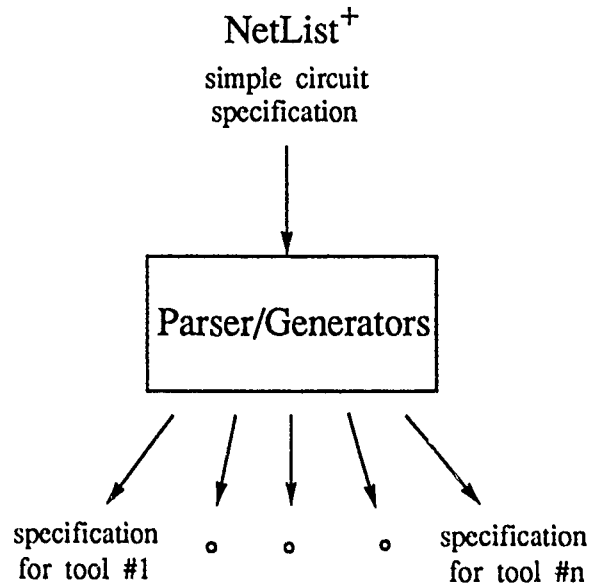 NetList+
simple circuit
specification
Parser/Generators
specification
for tool #1
specification
for tool #n